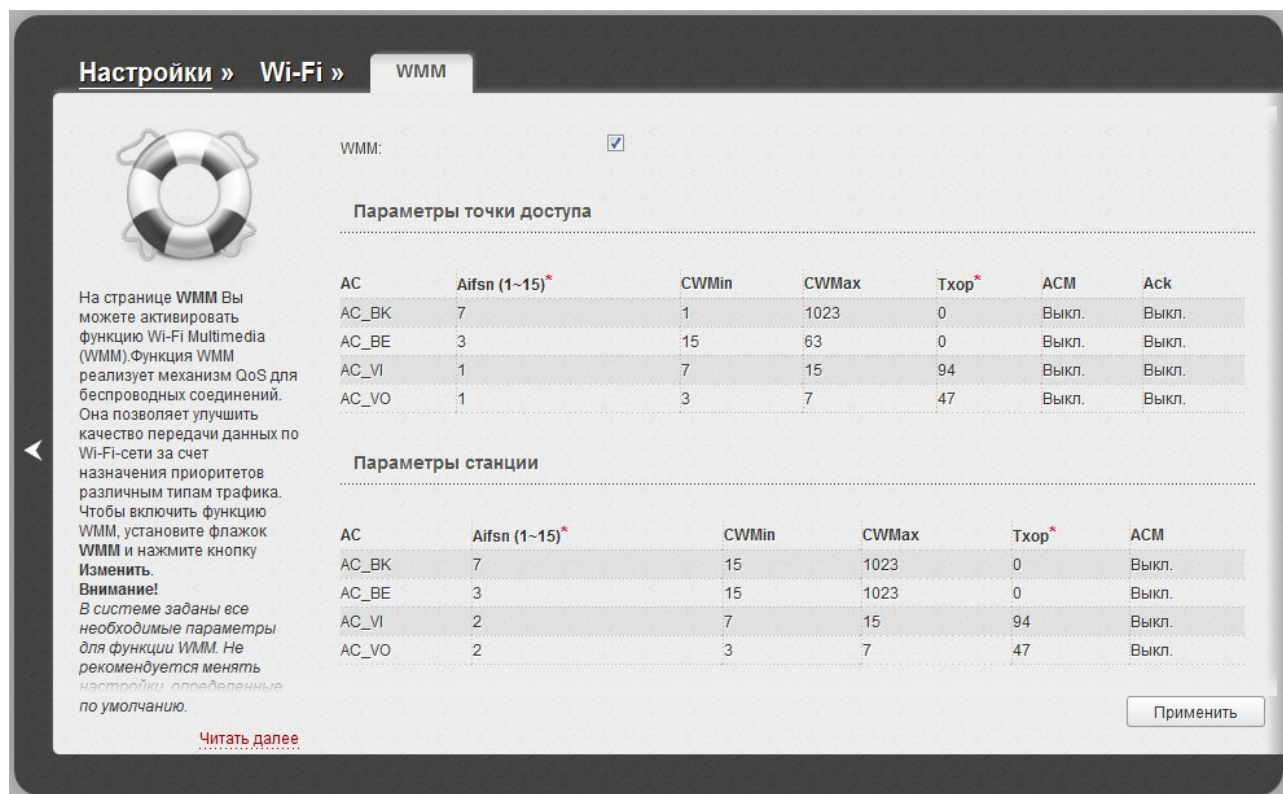 Настройки » Wi-Fi » WMM
WMM:
На странице WMM Вы
можете активировать
функцию Wi-Fi Multimedia
(WMM).Функция WMM
реализует механизм QoS для
беспроводных соединений.
Она позволяет улучшить
качество передачи данных по
Wi-Fi-сети за счет
назначения приоритетов
различным типам трафика.
Чтобы включить функцию
WMM, установите флажок
WMM и нажмите кнопку
Изменить.
Внимание!
В системе заданы все
необходимые параметры
для функции WMM. Не
рекомендуется менять
настройки, определенные
по умолчанию.
Читать далее
Параметры точки доступа
AC Aifsn (1~15)* CWMin CWMax Txop* ACM Ack
AC_BK 7 1 1023 0 Выкл. Выкл.
AC_BE 3 15 63 0 Выкл. Выкл.
AC_VI 1 7 15 94 Выкл. Выкл.
AC_VO 1 3 7 47 Выкл. Выкл.
Параметры станции
AC Aifsn (1~15)* CWMin CWMax Txop* ACM
AC_BK 7 15 1023 0 Выкл.
AC_BE 3 15 1023 0 Выкл.
AC_VI 2 7 15 94 Выкл.
AC_VO 2 3 7 47 Выкл.
Применить